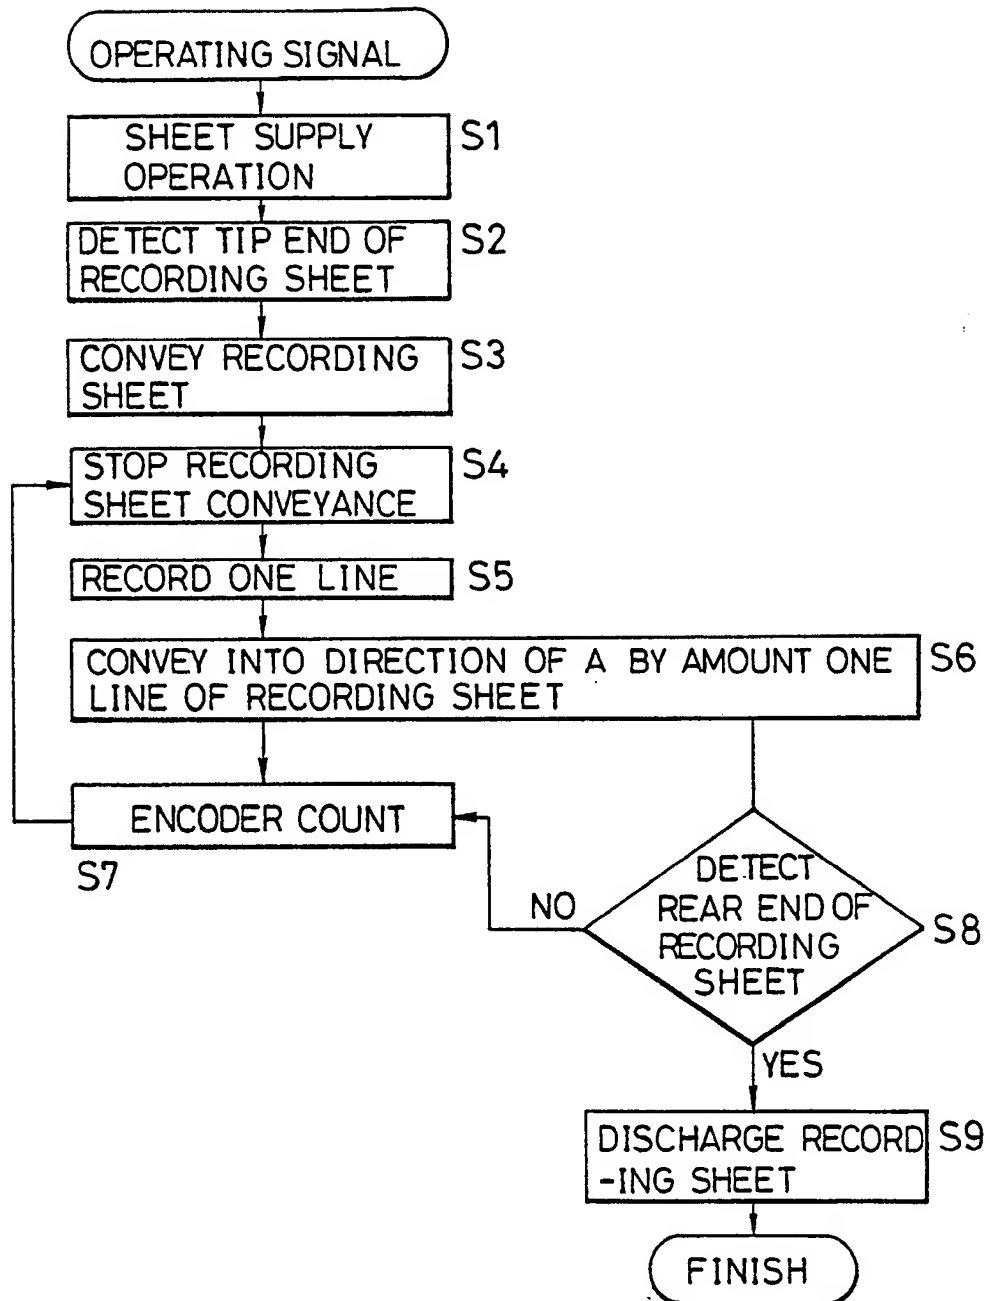 OPERATING SIGNAL
SHEET SUPPLY
OPERATION
S1
DETECT TIP END OF
RECORDING SHEET
S2
CONVEY RECORDING
SHEET
S3
STOP RECORDING
SHEET CONVEYANCE
S4
RECORD ONE LINE
S5
CONVEY INTO DIRECTION OF A BY AMOUNT ONE
LINE OF RECORDING SHEET
S6
ENCODER COUNT
S7
DETECT
REAR END OF
RECORDING
SHEET
S8
NO
YES
DISCHARGE RECORD
-ING SHEET
S9
FINISH